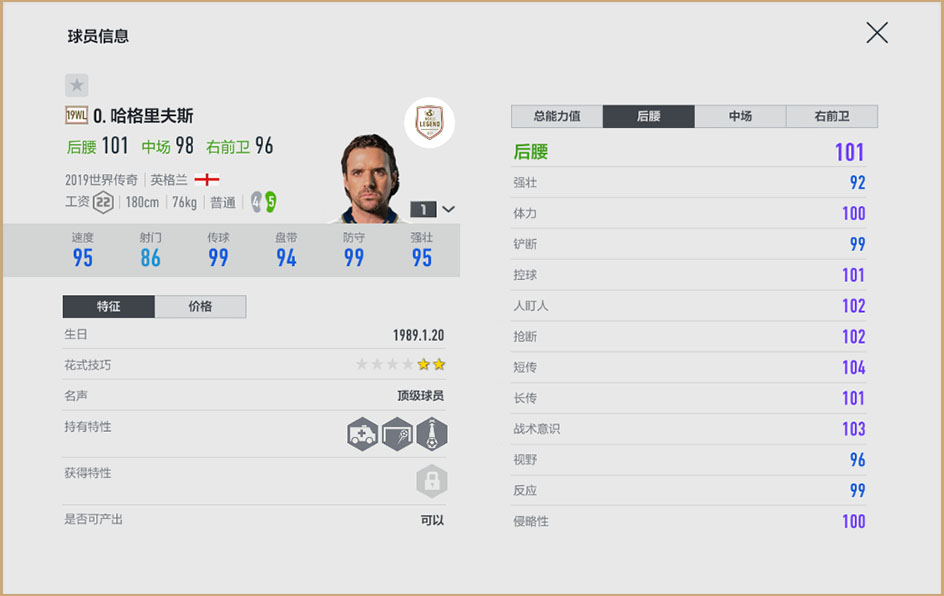 球员信息
19WL O. 哈格里夫斯
后腰 101 中场 98 右前卫 96
2019世界传奇 英格兰
工资 22 180cm 76kg 普通 4 5
1
LEGEND
速度 射门 传球 盘带 防守 强壮
95 86 99 94 99 95
特征 价格
生日 1989.1.20
花式技巧
名声 顶级球员
持有特性
获得特性
是否可产出 可以
总能力值 后腰 中场 右前卫
后腰 101
强壮 92
体力 100
铲断 99
控球 101
人盯人 102
抢断 102
短传 104
长传 101
战术意识 103
视野 96
反应 99
侵略性 100